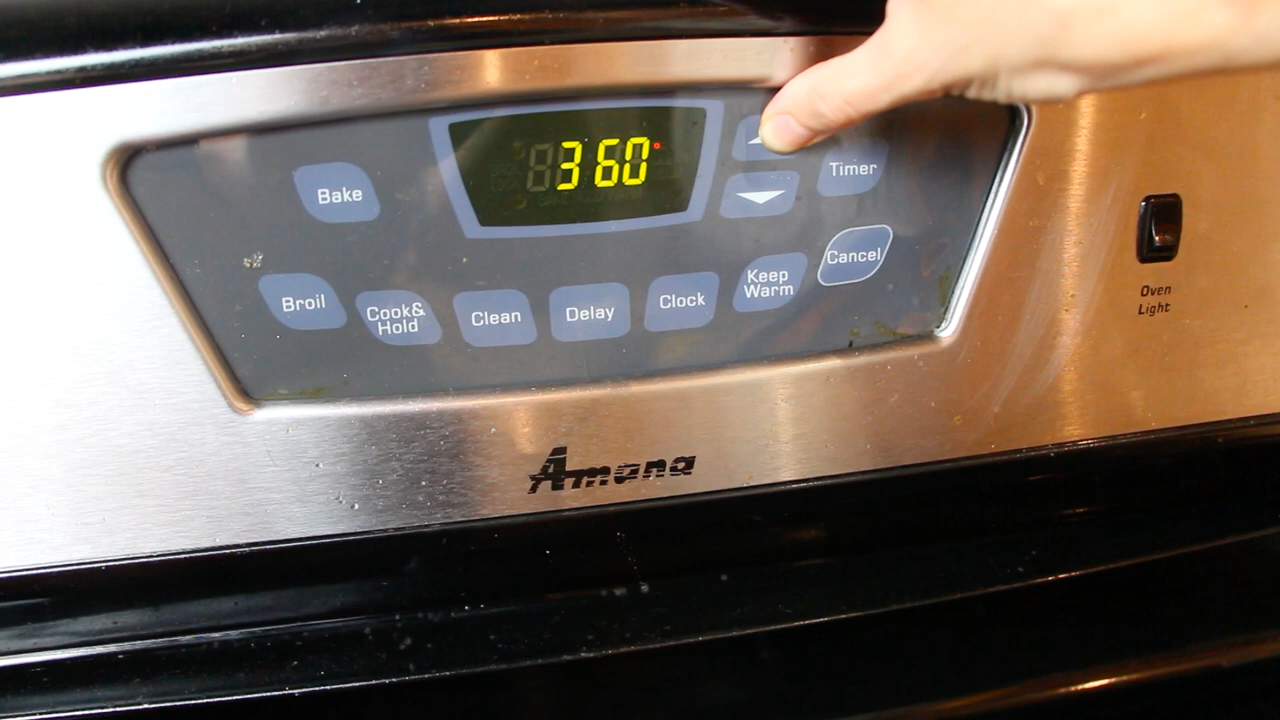 360°
Bake
Timer
Broil
Cook&
Hold
Clean
Delay
Clock
Keep
Warm
Cancel
Oven
Light
Amana